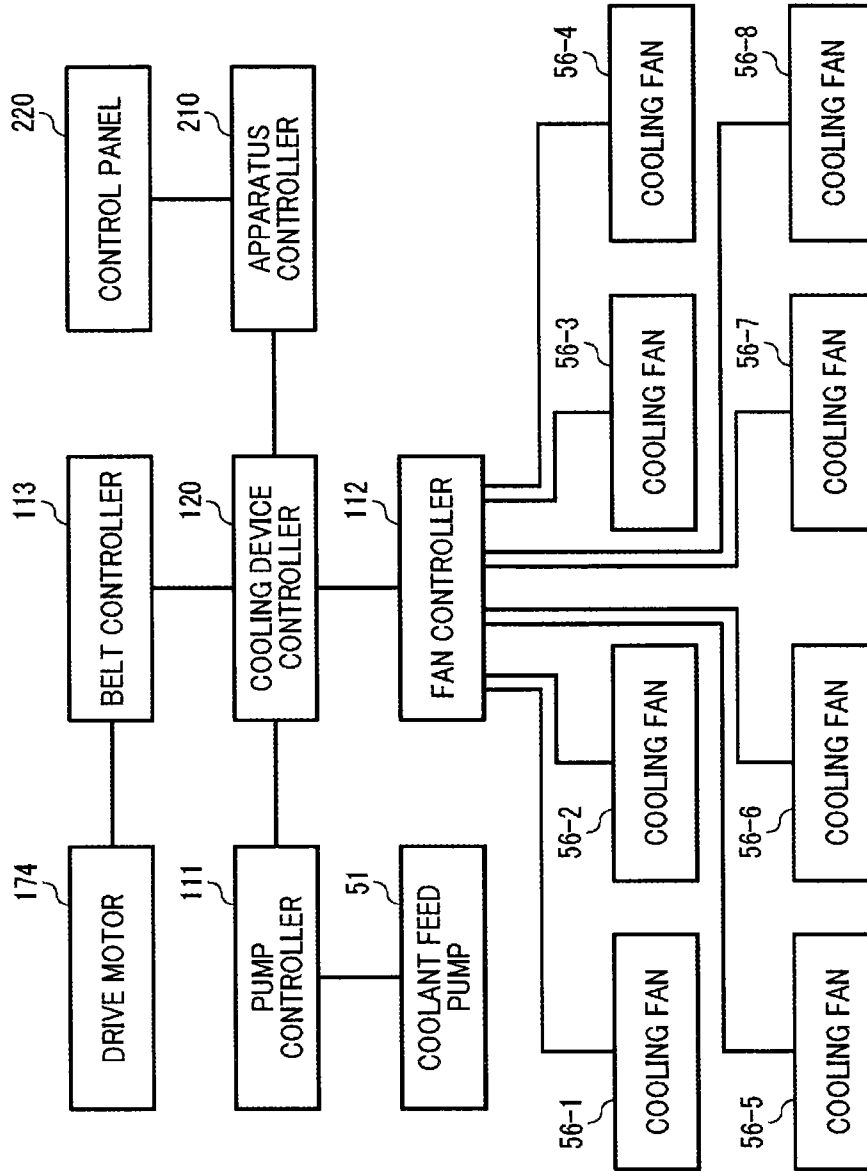 174
DRIVE MOTOR
113
BELT CONTROLLER
220
CONTROL PANEL
111
PUMP
CONTROLLER
120
COOLING DEVICE
CONTROLLER
210
APPARATUS
CONTROLLER
51
COOLANT FEED
PUMP
112
FAN CONTROLLER
56-1
COOLING FAN
56-2
COOLING FAN
56-3
COOLING FAN
56-4
COOLING FAN
56-5
COOLING FAN
56-6
COOLING FAN
56-7
COOLING FAN
56-8
COOLING FAN